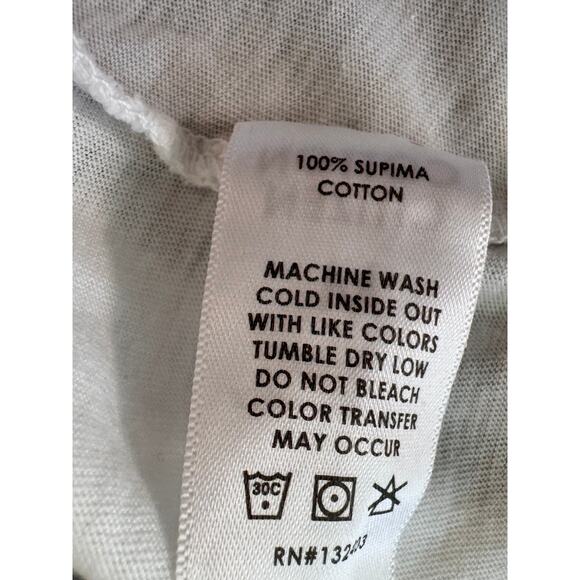 100% SUPIMA
COTTON
MACHINE WASH
COLD INSIDE OUT
WITH LIKE COLORS
TUMBLE DRY LOW
DO NOT BLEACH
COLOR TRANSFER
MAY OCCUR
30C